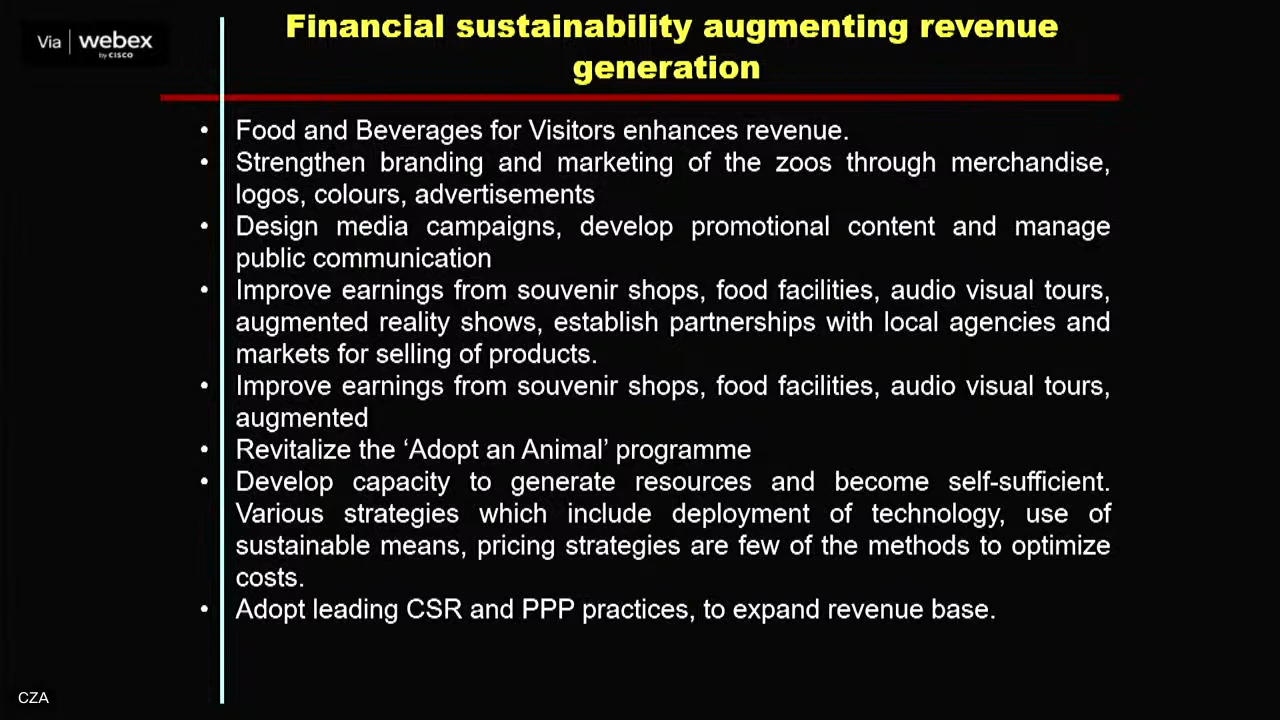 Via | webex
by CISCO
Financial sustainability augmenting revenue
generation
• Food and Beverages for Visitors enhances revenue.
• Strengthen branding and marketing of the zoos through merchandise,
logos, colours, advertisements
• Design media campaigns, develop promotional content and manage
public communication
• Improve earnings from souvenir shops, food facilities, audio visual tours,
augmented reality shows, establish partnerships with local agencies and
markets for selling of products.
• Improve earnings from souvenir shops, food facilities, audio visual tours,
augmented
• Revitalize the ‘Adopt an Animal’ programme
• Develop capacity to generate resources and become self-sufficient.
Various strategies which include deployment of technology, use of
sustainable means, pricing strategies are few of the methods to optimize
costs.
• Adopt leading CSR and PPP practices, to expand revenue base.
CZA